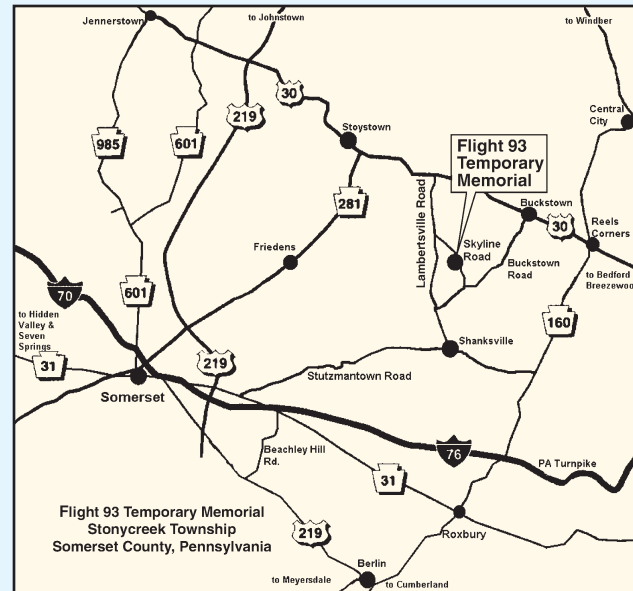 to Johnstown
to Windber
Jennerstown
30
219
Central
City
Stoystown
985
601
Flight 93
Temporary
Memorial
281
Lambertsville Road
Buckstown
30
Reels
Corners
Friedens
Skyline
Road
Buckstown
Road
to Bedford
Breezewoo
70
601
to Hidden
Valley &
Seven
Springs
160
31
219
Shanksville
Stutzmantown Road
Somerset
Beachley Hill
Rd.
76
PA Turnpike
31
Flight 93 Temporary Memorial
Stonycreek Township
Somerset County, Pennsylvania
219
Roxbury
Berlin
to Meyersdale
to Cumberland